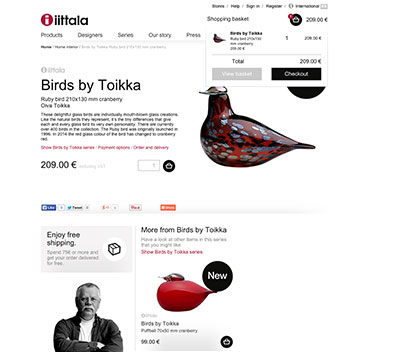 iittala
Stores / Help / Sign in / Register / International
Products Designers Series Our story Press
Shopping basket 209.00 €
Birds by Toikka
Ruby bird 210x130
mm cranberry
209.00 €
1 209.00 €
Total 209.00 €
View basket Checkout
Home / Home interior / Birds by Toikka Ruby bird 210x130 mm cranberry
iittala
Birds by Toikka
Ruby bird 210x130 mm cranberry
Oiva Toikka
These delightful glass birds are individually mouth-blown glass creations.
Like the natural birds they represent, it's the tiny differences that give
each and every glass bird its very own personality. There are currently
over 400 birds in the collection. The Ruby bird was originally launched in
1996. In 2014 the red glass colour of the bird has changed to cranberry
red.
Show Birds by Toikka series / Payment options / Order and delivery
209.00 € including VAT
1
Like
Tweet
Pin it
Share
Enjoy free
shipping.
Spend 75€ or more and
get your order delivered
for free.
More from Birds by Toikka
Have a look at other items in this series
that you might like
Show Birds by Toikka series
New
Birds by Toikka
Puffball 70x50 mm cranberry
99.00 €